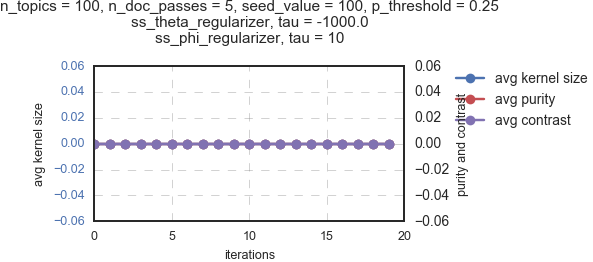 n_topics = 100, n_doc_passes = 5, seed_value = 100, p_threshold = 0.25
ss_theta_regularizer, tau = -1000.0
ss_phi_regularizer, tau = 10
0.06
0.04
0.02
0.00
−0.02
−0.04
−0.06
avg kernel size
0
5
10
15
20
iterations
0.06
0.04
0.02
0.00
−0.02
−0.04
−0.06
purity and contrast
avg kernel size
avg purity
avg contrast